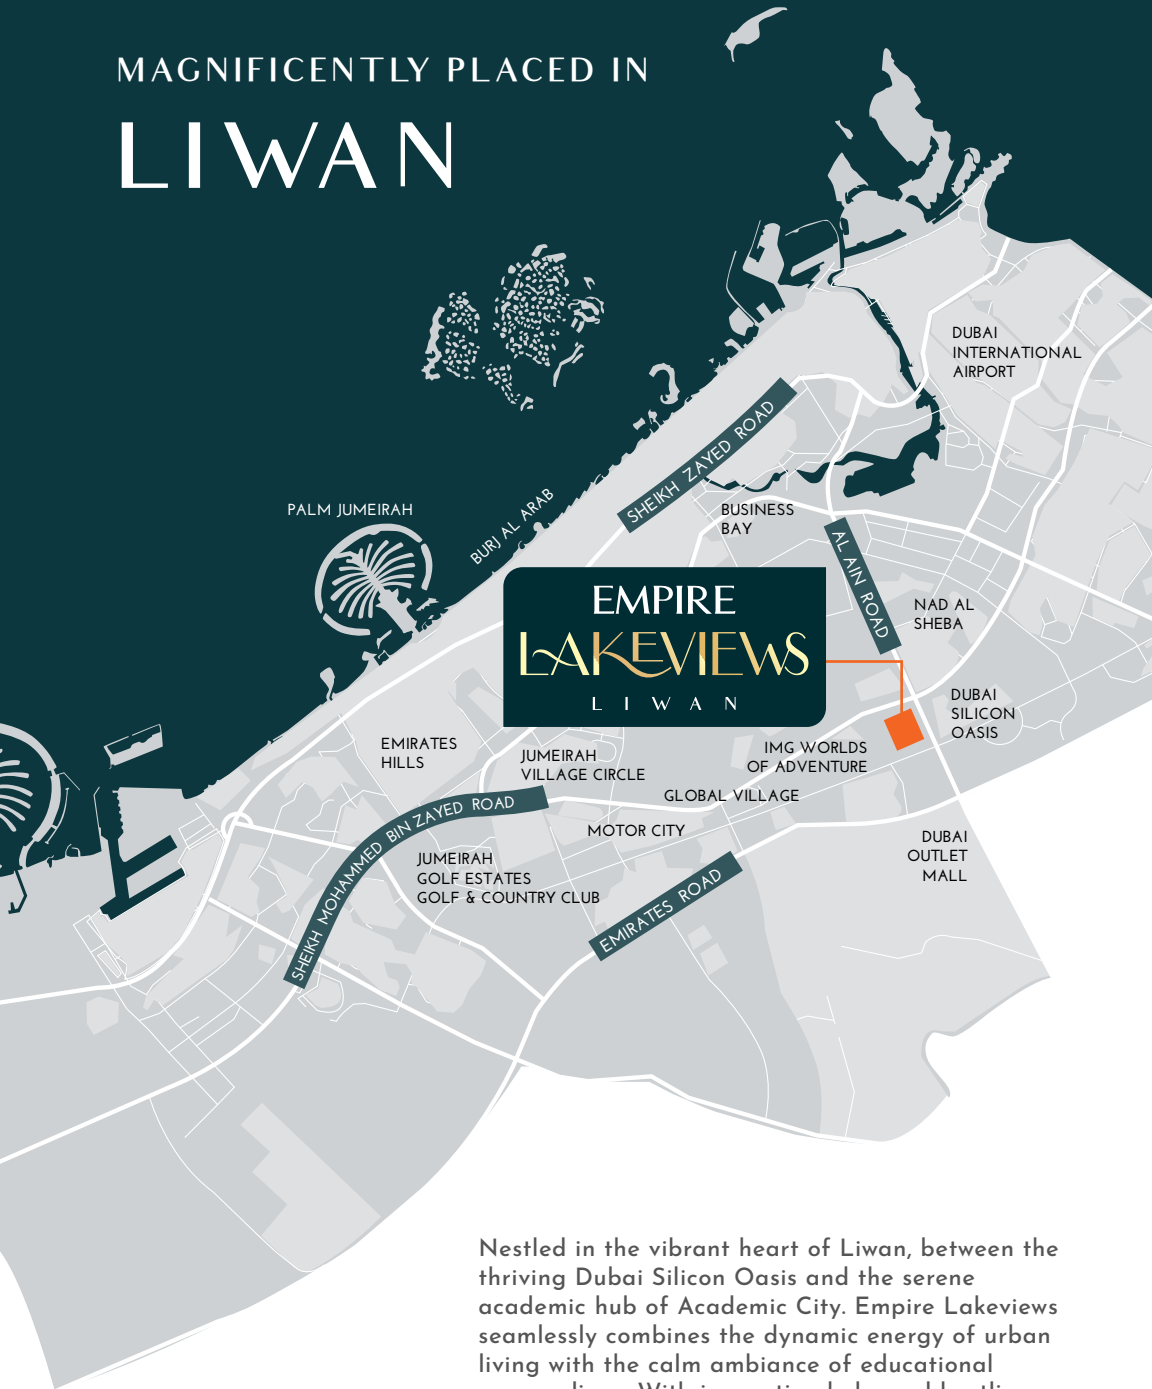 MAGNIFICENTLY PLACED IN
LIWAN
DUBAI
INTERNATIONAL
AIRPORT
SHEIKH ZAYED ROAD
PALM JUMEIRAH
BURJ AL ARAB
BUSINESS
BAY
AL AIN ROAD
EMPIRE
LAKEVIEWS
LIWAN
NAD AL
SHEBA
DUBAI
SILICON
OASIS
EMIRATES
HILLS
JUMEIRAH
VILLAGE CIRCLE
IMG WORLDS
OF ADVENTURE
GLOBAL VILLAGE
SHEIKH MOHAMMED BIN ZAYED ROAD
MOTOR CITY
DUBAI
OUTLET
MALL
JUMEIRAH
GOLF ESTATES
GOLF & COUNTRY CLUB
EMIRATES ROAD
Nestled in the vibrant heart of Liwan, between the
thriving Dubai Silicon Oasis and the serene
academic hub of Academic City. Empire Lakeviews
seamlessly combines the dynamic energy of urban
living with the calm ambiance of educational